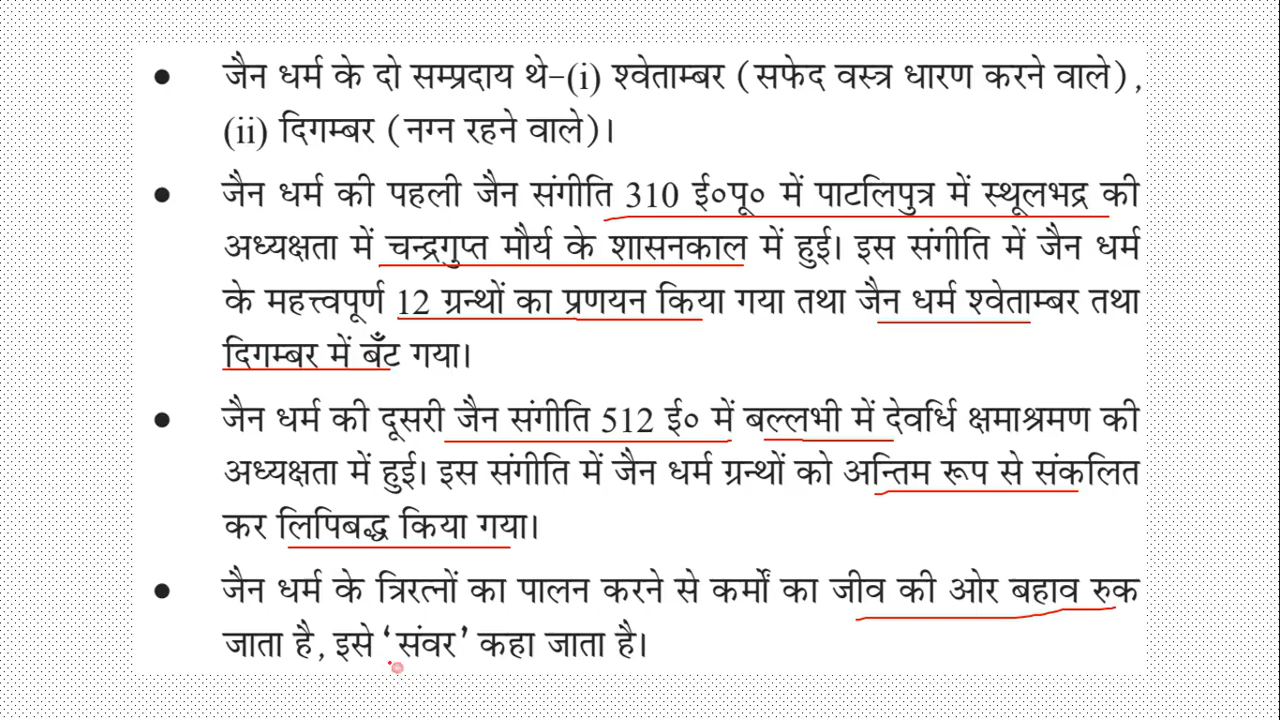 ● जैन धर्म के दो सम्प्रदाय थे-(i) श्वेताम्बर (सफेद वस्त्र धारण करने वाले),
(ii) दिगम्बर (नग्न रहने वाले)।
● जैन धर्म की पहली जैन संगीति 310 ई०पू० में पाटलिपुत्र में स्थूलभद्र की
अध्यक्षता में चन्द्रगुप्त मौर्य के शासनकाल में हुई। इस संगीति में जैन धर्म
के महत्त्वपूर्ण 12 ग्रन्थों का प्रणयन किया गया तथा जैन धर्म श्वेताम्बर तथा
दिगम्बर में बँट गया।
● जैन धर्म की दूसरी जैन संगीति 512 ई० में बल्लभी में देवर्धि क्षमाश्रमण की
अध्यक्षता में हुई। इस संगीति में जैन धर्म ग्रन्थों को अन्तिम रूप से संकलित
कर लिपिबद्ध किया गया।
● जैन धर्म के त्रिरत्नों का पालन करने से कर्मों का जीव की ओर बहाव रुक
जाता है, इसे ‘संवर’ कहा जाता है।